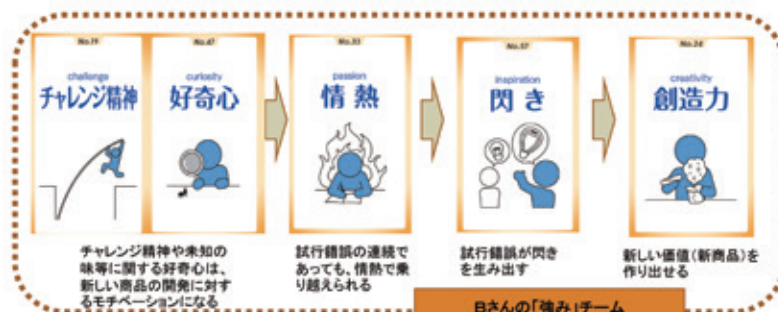 No.19
challenge
チャレンジ精神
No.47
curiosity
好奇心
No.33
passion
情熱
No.37
inspiration
閃き
No.24
creativity
創造力
チャレンジ精神や未知の
味等に関する好奇心は、
新しい商品の開発に対す
るモチベーションになる
試行錯誤の連続で
あっても、情熱で乗
り越えられる
試行錯誤が閃き
を生み出す
新しい価値（新商品）を
作り出せる
Bさんの「強み」チーム